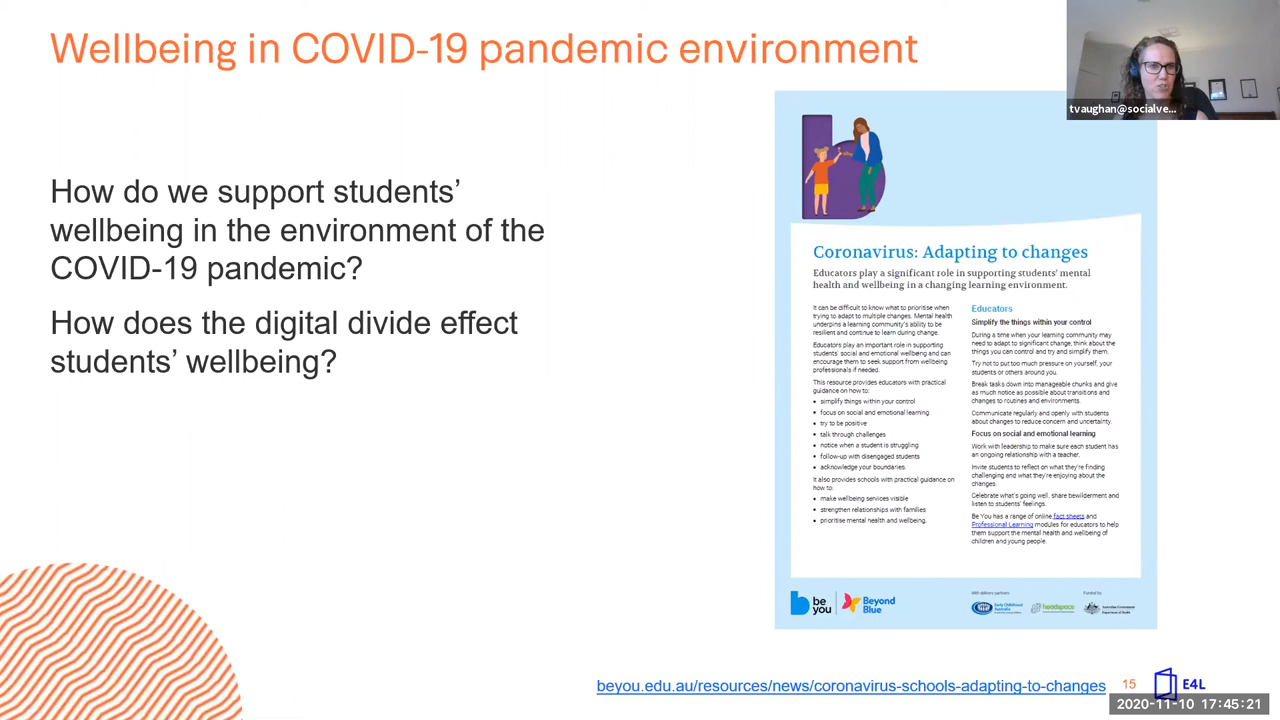 Wellbeing in COVID-19 pandemic environment
tvaughan@socialve...
How do we support students'
wellbeing in the environment of the
COVID-19 pandemic?
How does the digital divide effect
students' wellbeing?
Coronavirus: Adapting to changes
Educators play a significant role in supporting students' mental
health and wellbeing in a changing learning environment.
It can be difficult to know what to prioritise when
trying to adapt to multiple changes. Mental health
underpins a learning community's ability to be
resilient and continue to learn during change.
Educators play an important role in supporting
students' social and emotional wellbeing and can
encourage them to seek support from wellbeing
professionals if needed.
This resource provides educators with practical
guidance on how to:
• simplify things within your control
• focus on social and emotional learning
• try to be positive
• talk through challenges
• notice when a student is struggling
• follow-up with disengaged students
• acknowledge your boundaries.
It also provides schools with practical guidance on
how to:
• make wellbeing services visible
• strengthen relationships with families
• prioritise mental health and wellbeing.
Educators
Simplify the things within your control
During a time when your learning community may
need to adapt to significant change, think about the
things you can control and try and simplify them.
Try not to put too much pressure on yourself, your
students or others around you.
Break tasks down into manageable chunks and give
as much notice as possible about transitions and
changes to routines and environments.
Communicate regularly and openly with students
about changes to reduce concern and uncertainty.
Focus on social and emotional learning
Work with leadership to make sure each student has
an ongoing relationship with a teacher.
Invite students to reflect on what they're finding
challenging and what they're enjoying about the
changes.
Celebrate what's going well, share bewilderment and
listen to students' feelings.
Be You has a range of online fact sheets and
Professional Learning modules for educators to help
them support the mental health and wellbeing of
children and young people.
be
you
Beyond
Blue
With delivery partners
Funded by
Early Childhood
Australia
headspace
Australian Government
Department of Health
beyou.edu.au/resources/news/coronavirus-schools-adapting-to-changes
15
E4L
2020-11-10 17:45:21